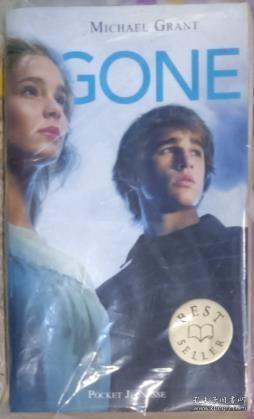 MICHAEL GRANT
GONE
BEST
SELLER
POCKET JEUNESSE